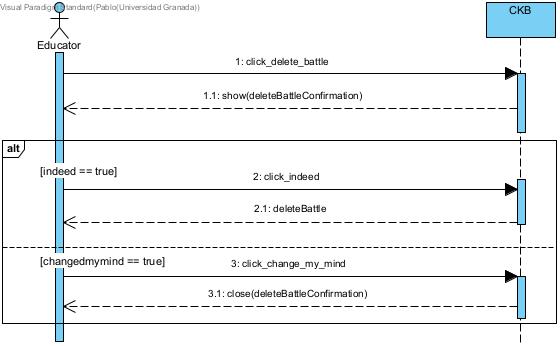 Visual Paradigm Standard(Pablo(Universidad Granada))
CKB
Educator
1: click_delete_battle
1.1: show(deleteBattleConfirmation)
alt
[indeed == true]
2: click_indeed
2.1: deleteBattle
[changedmymind == true]
3: click_change_my_mind
3.1: close(deleteBattleConfirmation)